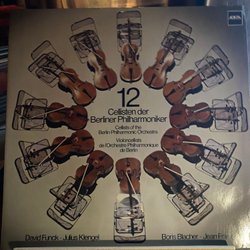 12
Cellisten der
Berliner Philharmoniker
Cellists of the
Berlin Philharmonic Orchestra
Violoncellists
de l'Orchestre Philharmonique
de Berlin
David Funck · Julius Klengel
Boris Blacher · Jean